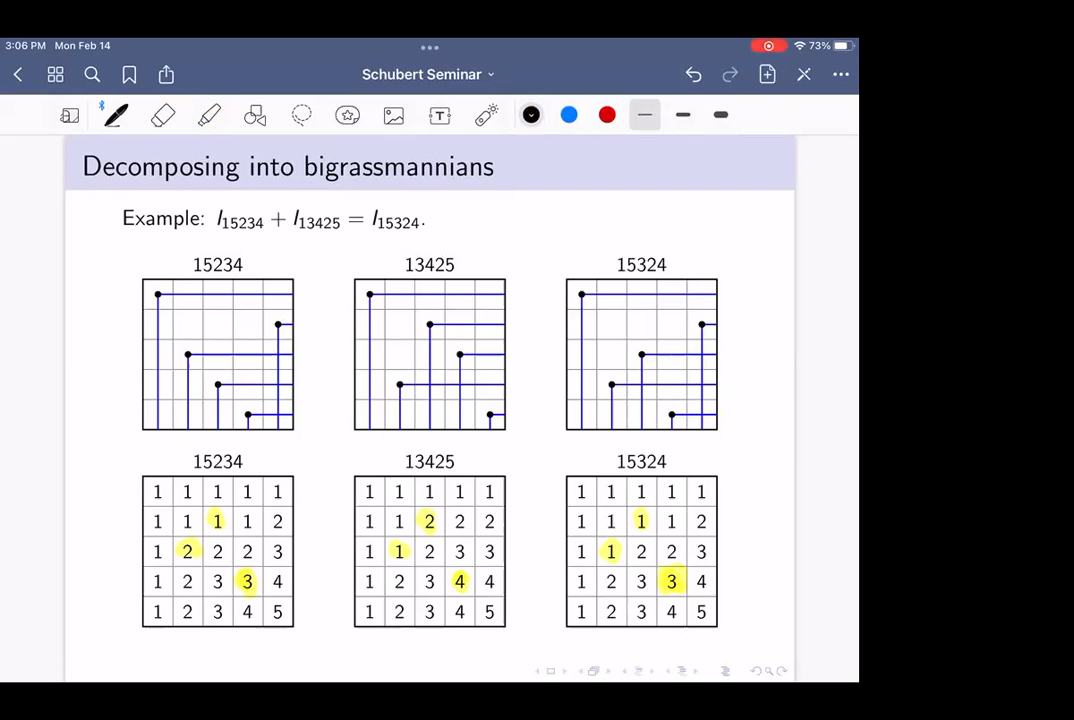 3:06 PM Mon Feb 14
73%
Schubert Seminar
T
Decomposing into bigrassmannians
Example: I₁₅₂₃₄ + I₁₃₄₂₅ = I₁₅₃₂₄.
15234 13425 15324
15234 13425 15324
1 1 1 1 1 1 1 1 1 1 1 1 1 1 1
1 1 1 1 2 1 1 2 2 2 1 1 1 1 2
1 2 2 2 3 1 1 2 3 3 1 1 2 2 3
1 2 3 3 4 1 2 3 4 4 1 2 3 3 4
1 2 3 4 5 1 2 3 4 5 1 2 3 4 5